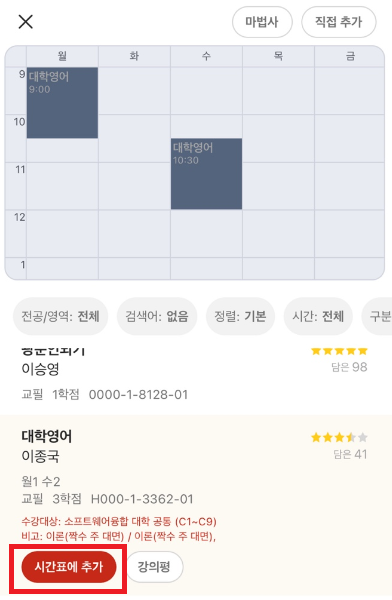 마법사
직접 추가
월 화 수 목 금
9
대학영어
9:00
10
대학영어
10:30
11
12
1
전공/영역: 전체
검색어: 없음
정렬: 기본
시간: 전체
구분
이승영
담은 98
교필 1학점 0000-1-8128-01
대학영어
이종국
담은 41
월1 수2
교필 3학점 H000-1-3362-01
수강대상: 소프트웨어융합 대학 공통 (C1~C9)
비고: 이론(짝수 주 대면) / 이론(짝수 주 대면),
시간표에 추가
강의평